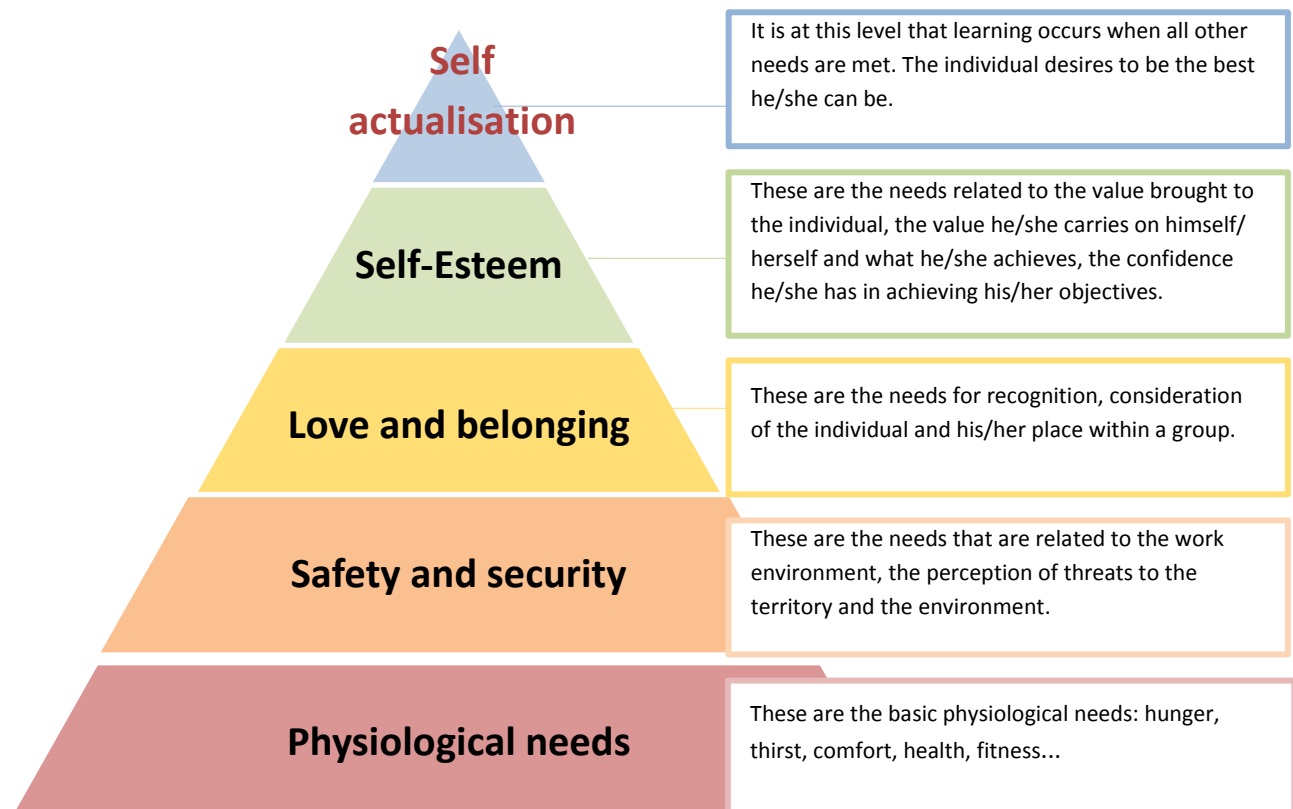 Self
actualisation
It is at this level that learning occurs when all other
needs are met. The individual desires to be the best
he/she can be.
Self-Esteem
These are the needs related to the value brought to
the individual, the value he/she carries on himself/
herself and what he/she achieves, the confidence
he/she has in achieving his/her objectives.
Love and belonging
These are the needs for recognition, consideration
of the individual and his/her place within a group.
Safety and security
These are the needs that are related to the work
environment, the perception of threats to the
territory and the environment.
Physiological needs
These are the basic physiological needs: hunger,
thirst, comfort, health, fitness...